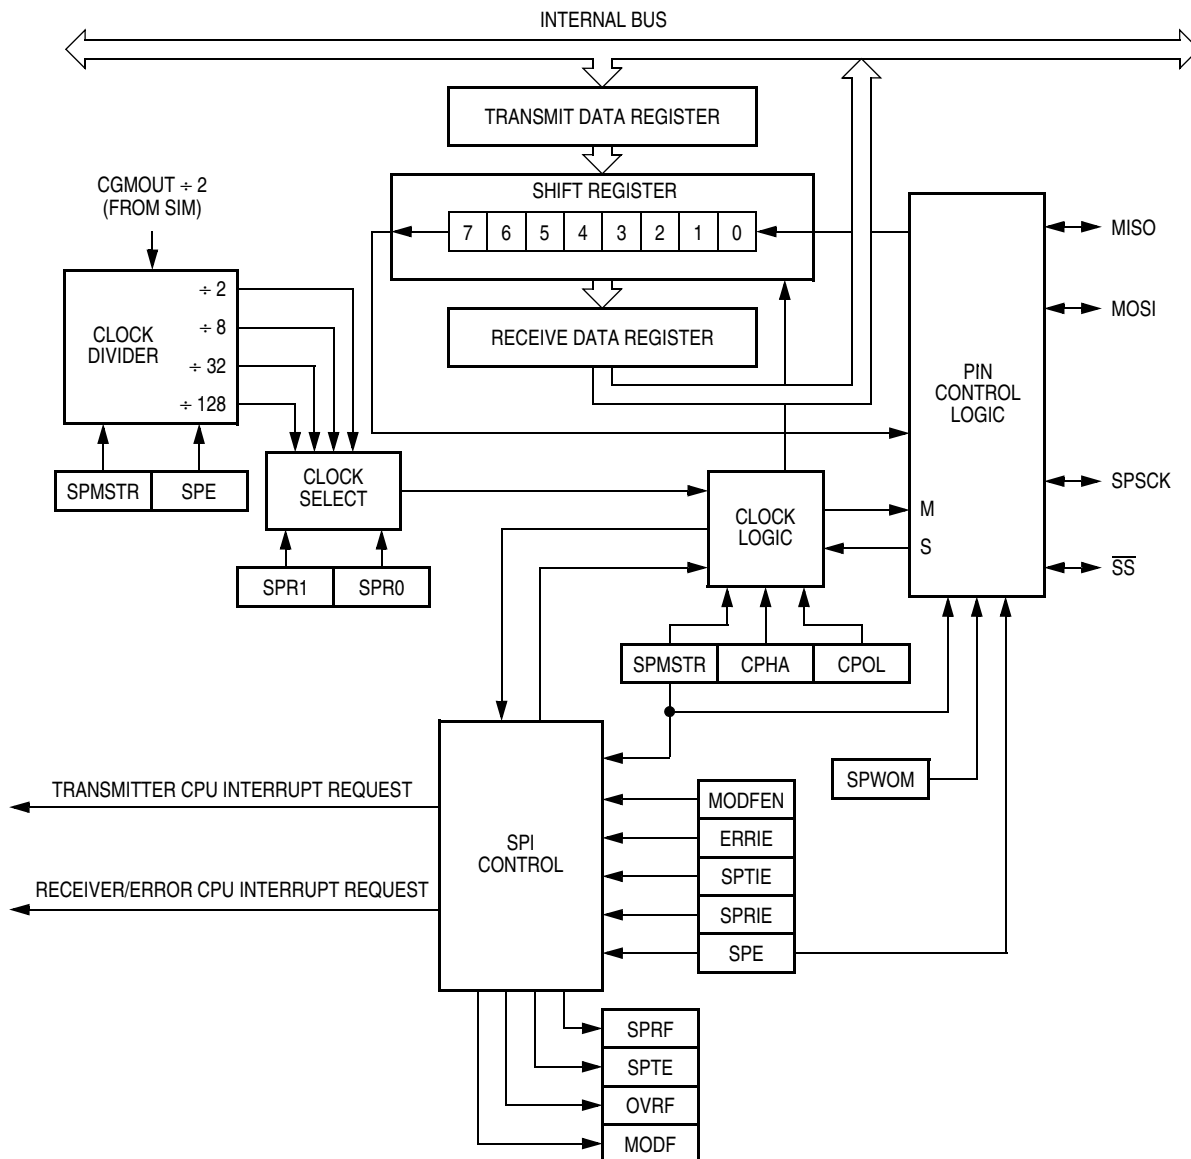 INTERNAL BUS
TRANSMIT DATA REGISTER
CGMOUT ÷ 2
(FROM SIM)
SHIFT REGISTER
7 6 5 4 3 2 1 0
MISO
÷ 2
CLOCK
DIVIDER
÷ 8
÷ 32
÷ 128
RECEIVE DATA REGISTER
MOSI
PIN
CONTROL
LOGIC
SPMSTR SPE
CLOCK
SELECT
SPSCK
CLOCK
LOGIC
M
S
SS
SPR1 SPR0
SPMSTR CPHA CPOL
TRANSMITTER CPU INTERRUPT REQUEST
SPWOM
MODFEN
SPI
CONTROL
ERRIE
SPTIE
RECEIVER/ERROR CPU INTERRUPT REQUEST
SPRIE
SPE
SPRF
SPTE
OVRF
MODF